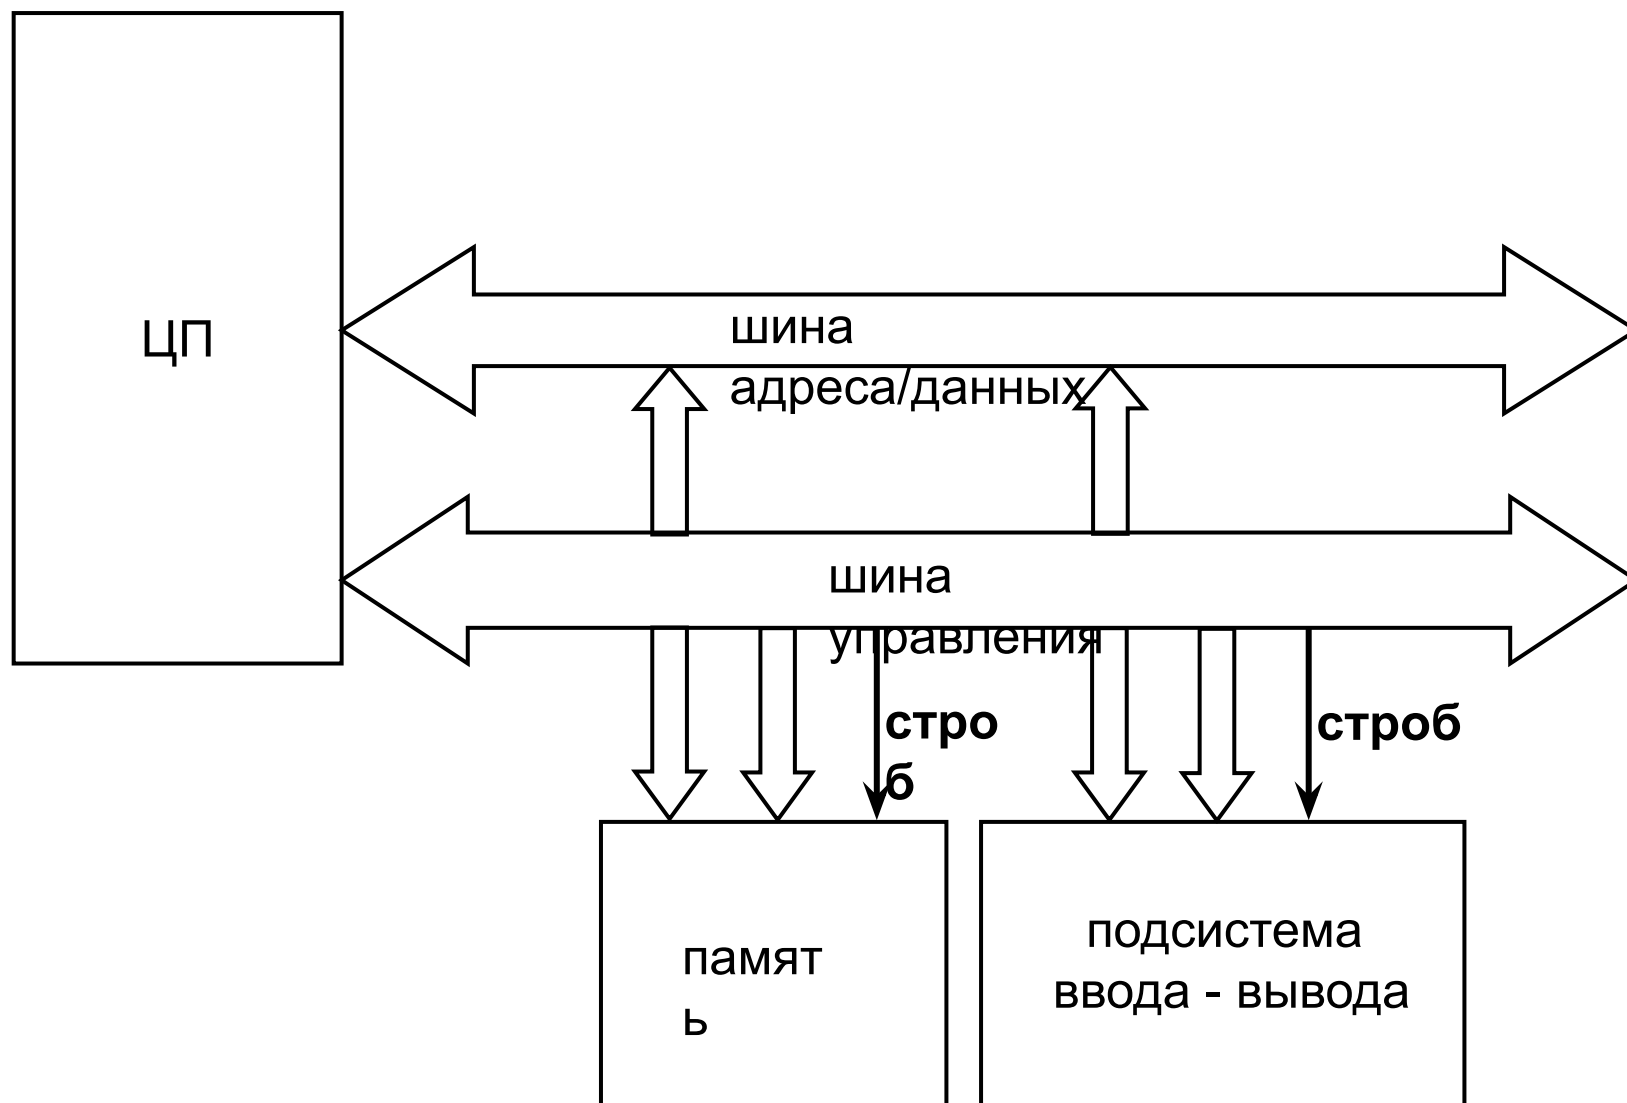 ЦП
шина
адреса/данных
шина
управления
стро
б
строб
памят
ь
подсистема
ввода - вывода